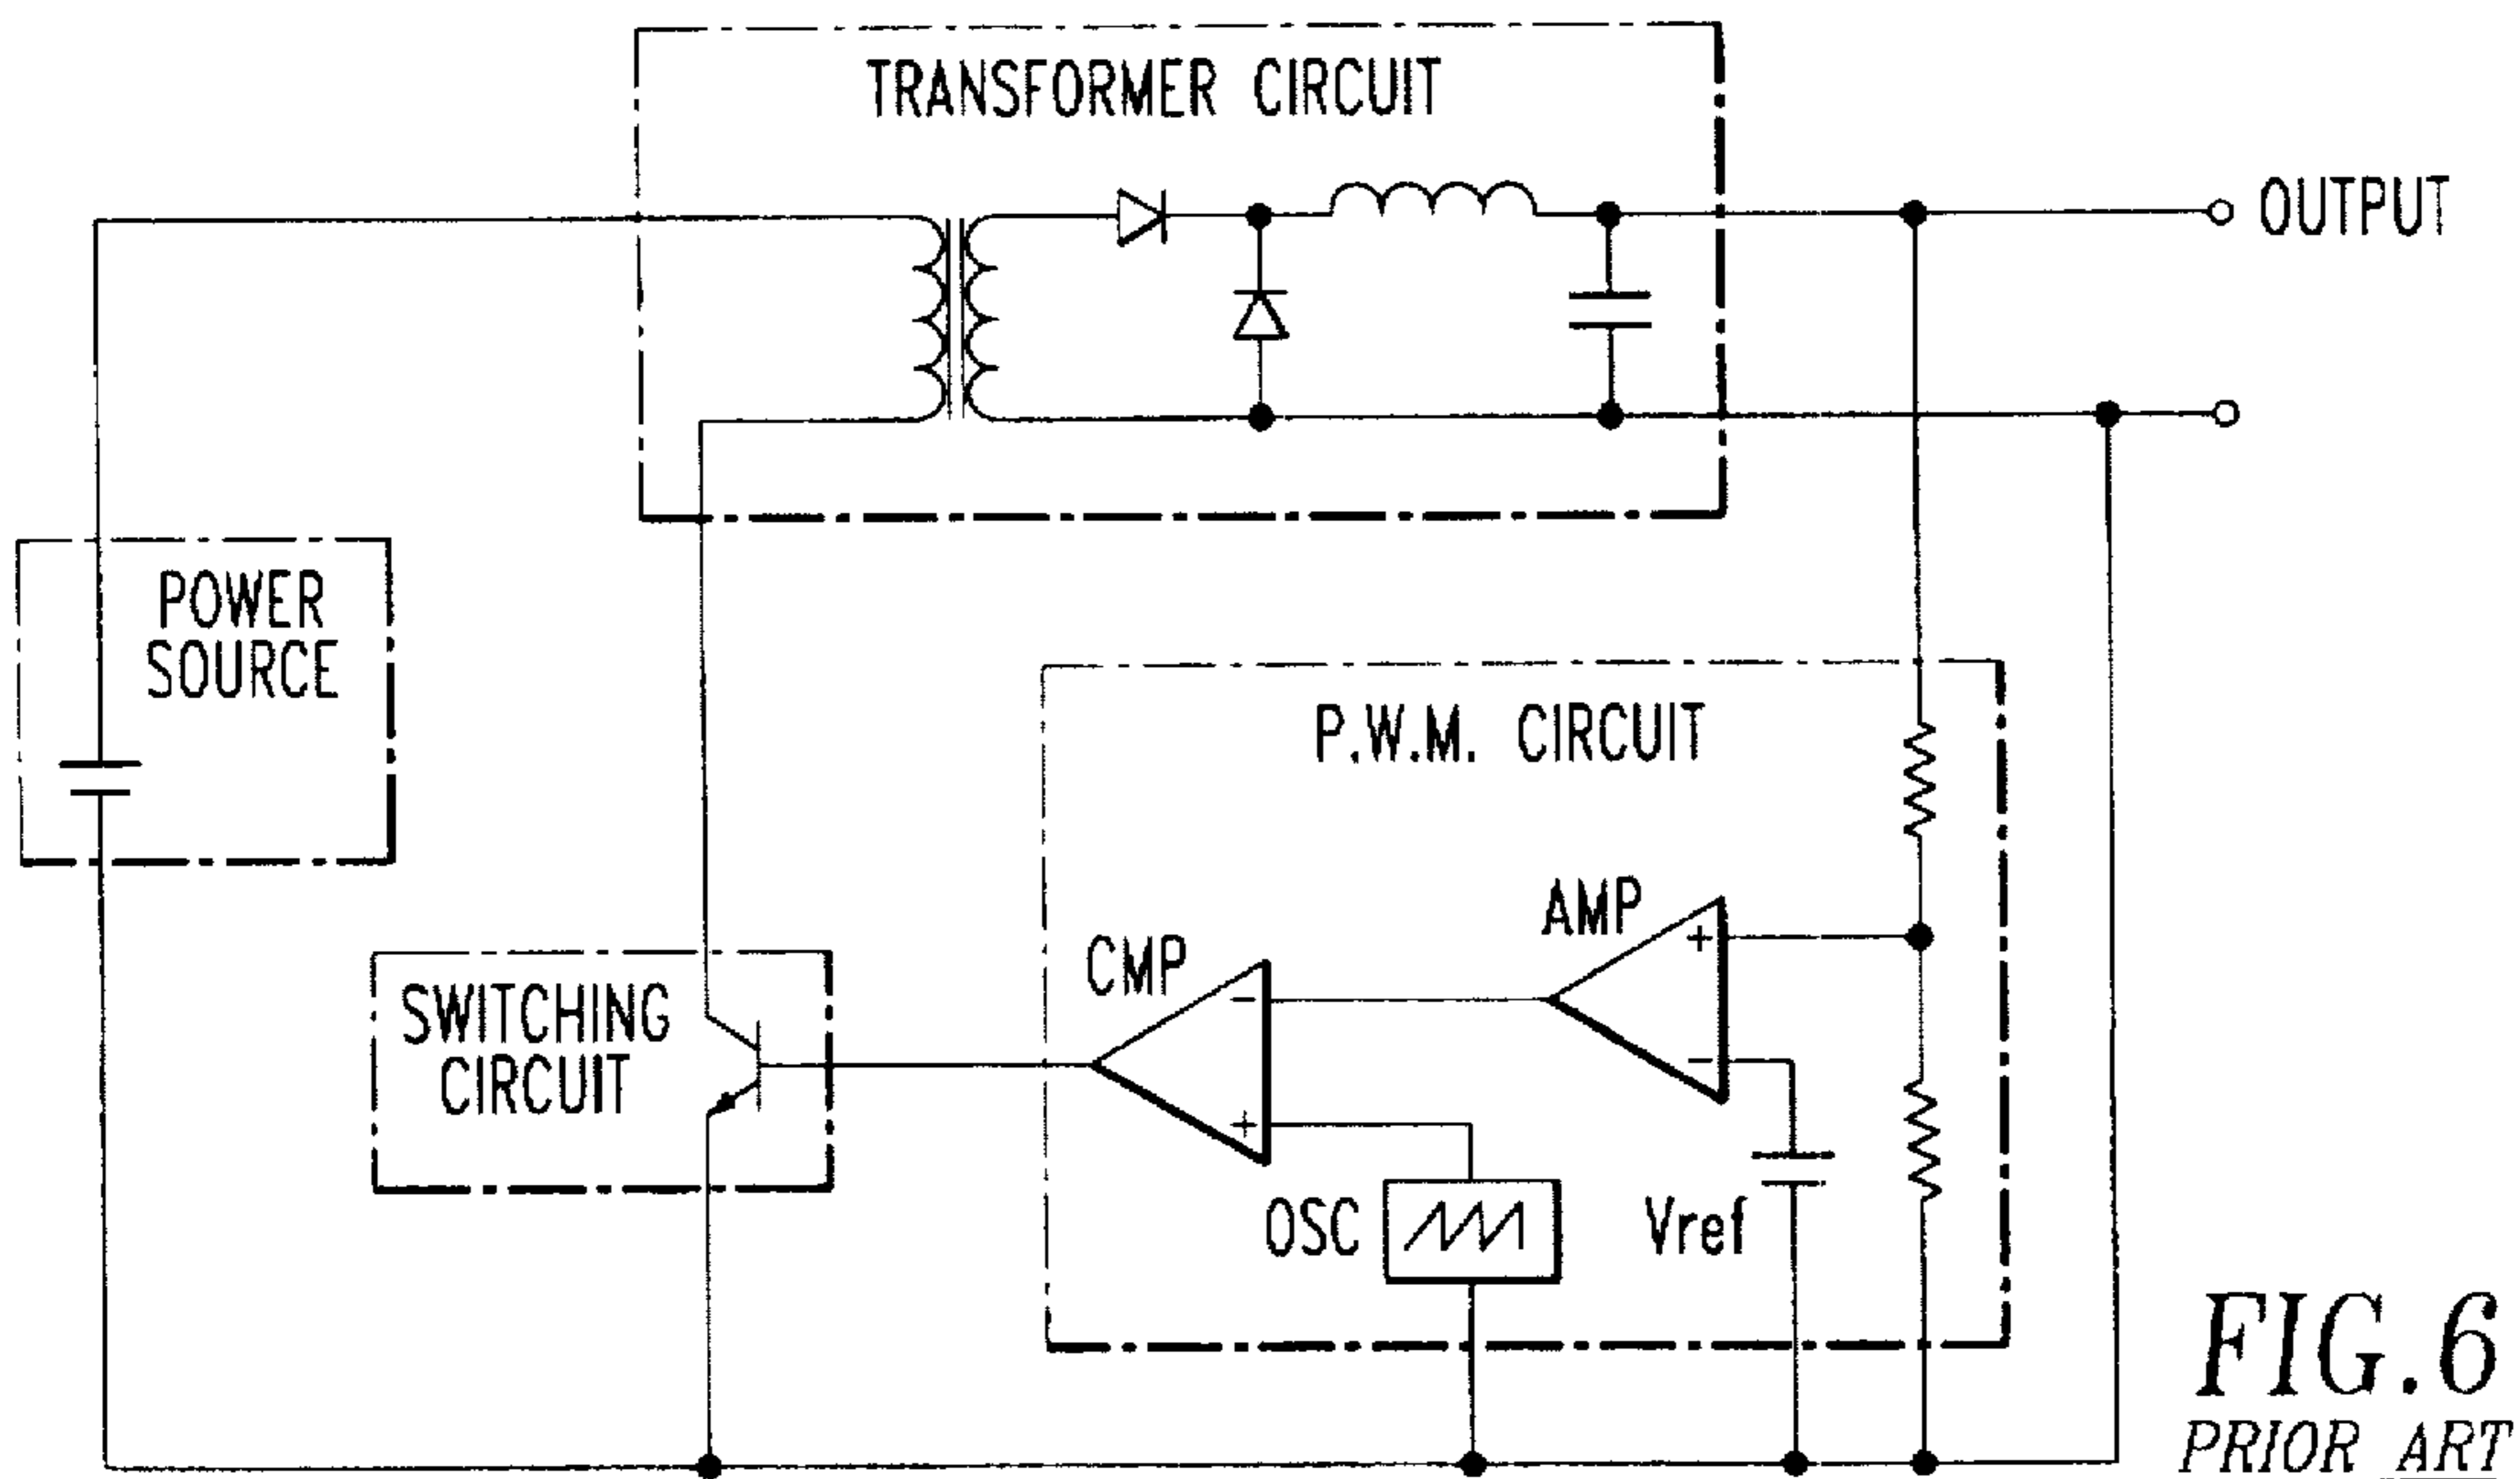 TRANSFORMER CIRCUIT
OUTPUT
POWER
SOURCE
P.W.M. CIRCUIT
AMP
+
CMP
-
SWITCHING
CIRCUIT
-
+
OSC
Vref
FIG.6
PRIOR ART